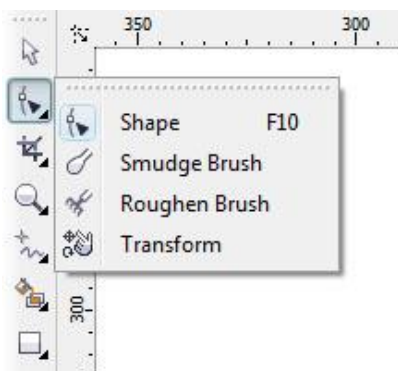 350 300
Shape F10
Smudge Brush
Roughen Brush
Transform
300